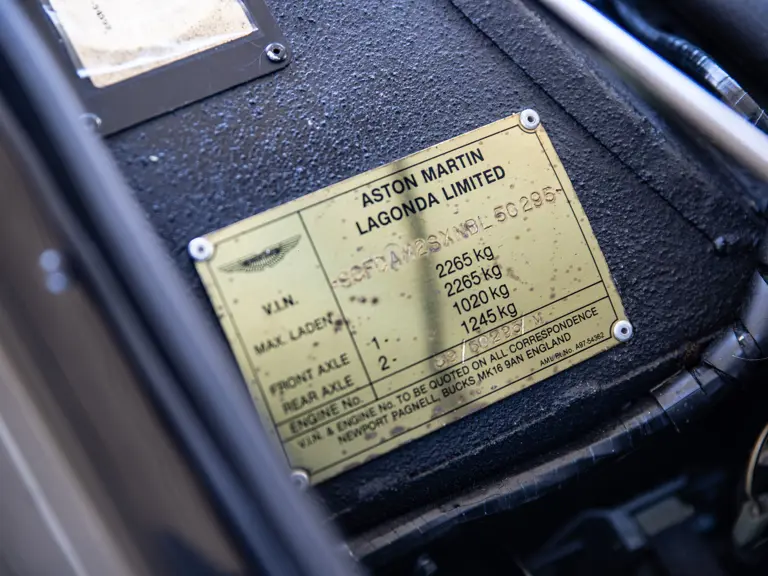 ASTON MARTIN
LAGONDA LIMITED
V.I.N.
MAX. LADEN 2265 kg
2265 kg
FRONT AXLE 1- 1020 kg
REAR AXLE 2- 1245 kg
ENGINE No.
V.I.N. & ENGINE No. TO BE QUOTED ON ALL CORRESPONDENCE
NEWPORT PAGNELL, BUCKS MK16 9AN ENGLAND